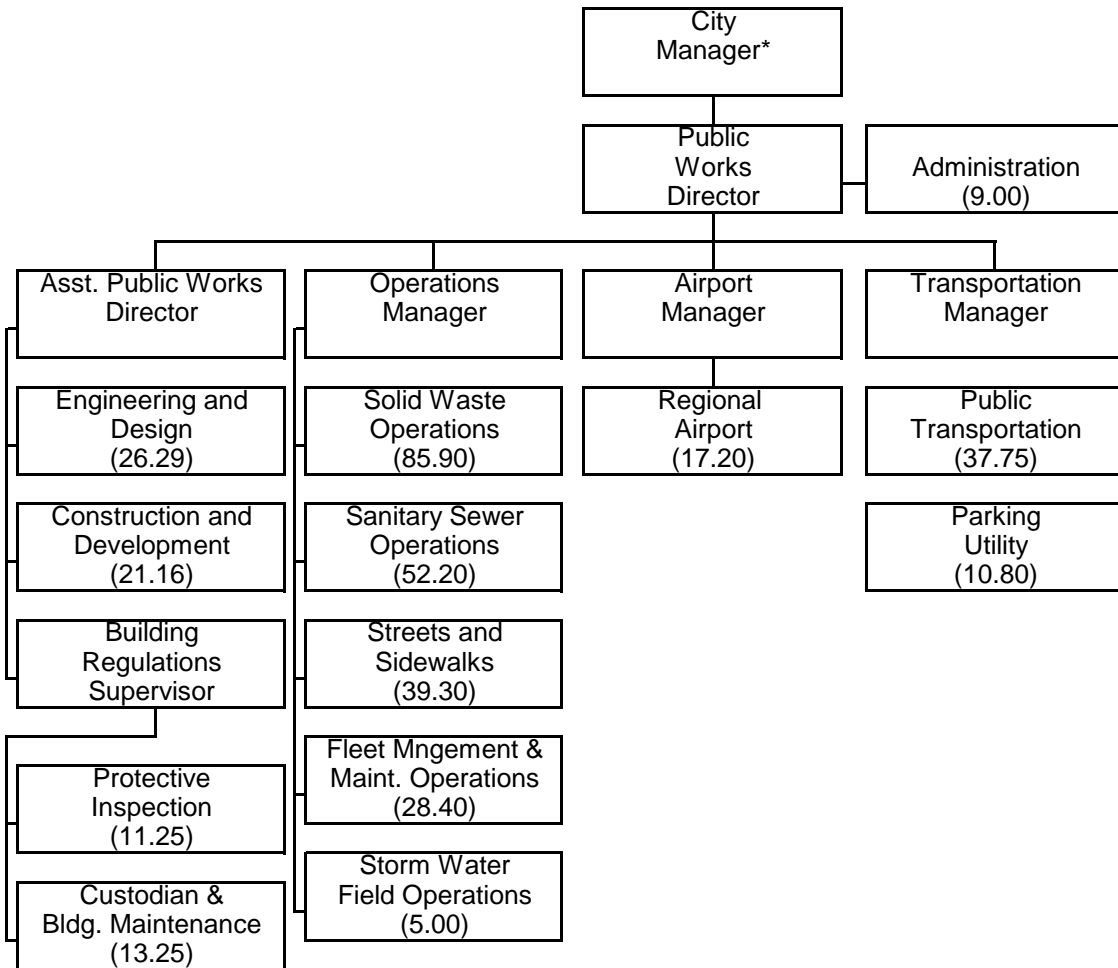 City
Manager*
Public
Works
Director
Administration
(9.00)
Asst. Public Works
Director
Operations
Manager
Airport
Manager
Transportation
Manager
Engineering and
Design
(26.29)
Solid Waste
Operations
(85.90)
Regional
Airport
(17.20)
Public
Transportation
(37.75)
Construction and
Development
(21.16)
Sanitary Sewer
Operations
(52.20)
Parking
Utility
(10.80)
Building
Regulations
Supervisor
Streets and
Sidewalks
(39.30)
Protective
Inspection
(11.25)
Fleet Mngement &
Maint. Operations
(28.40)
Custodian &
Bldg. Maintenance
(13.25)
Storm Water
Field Operations
(5.00)